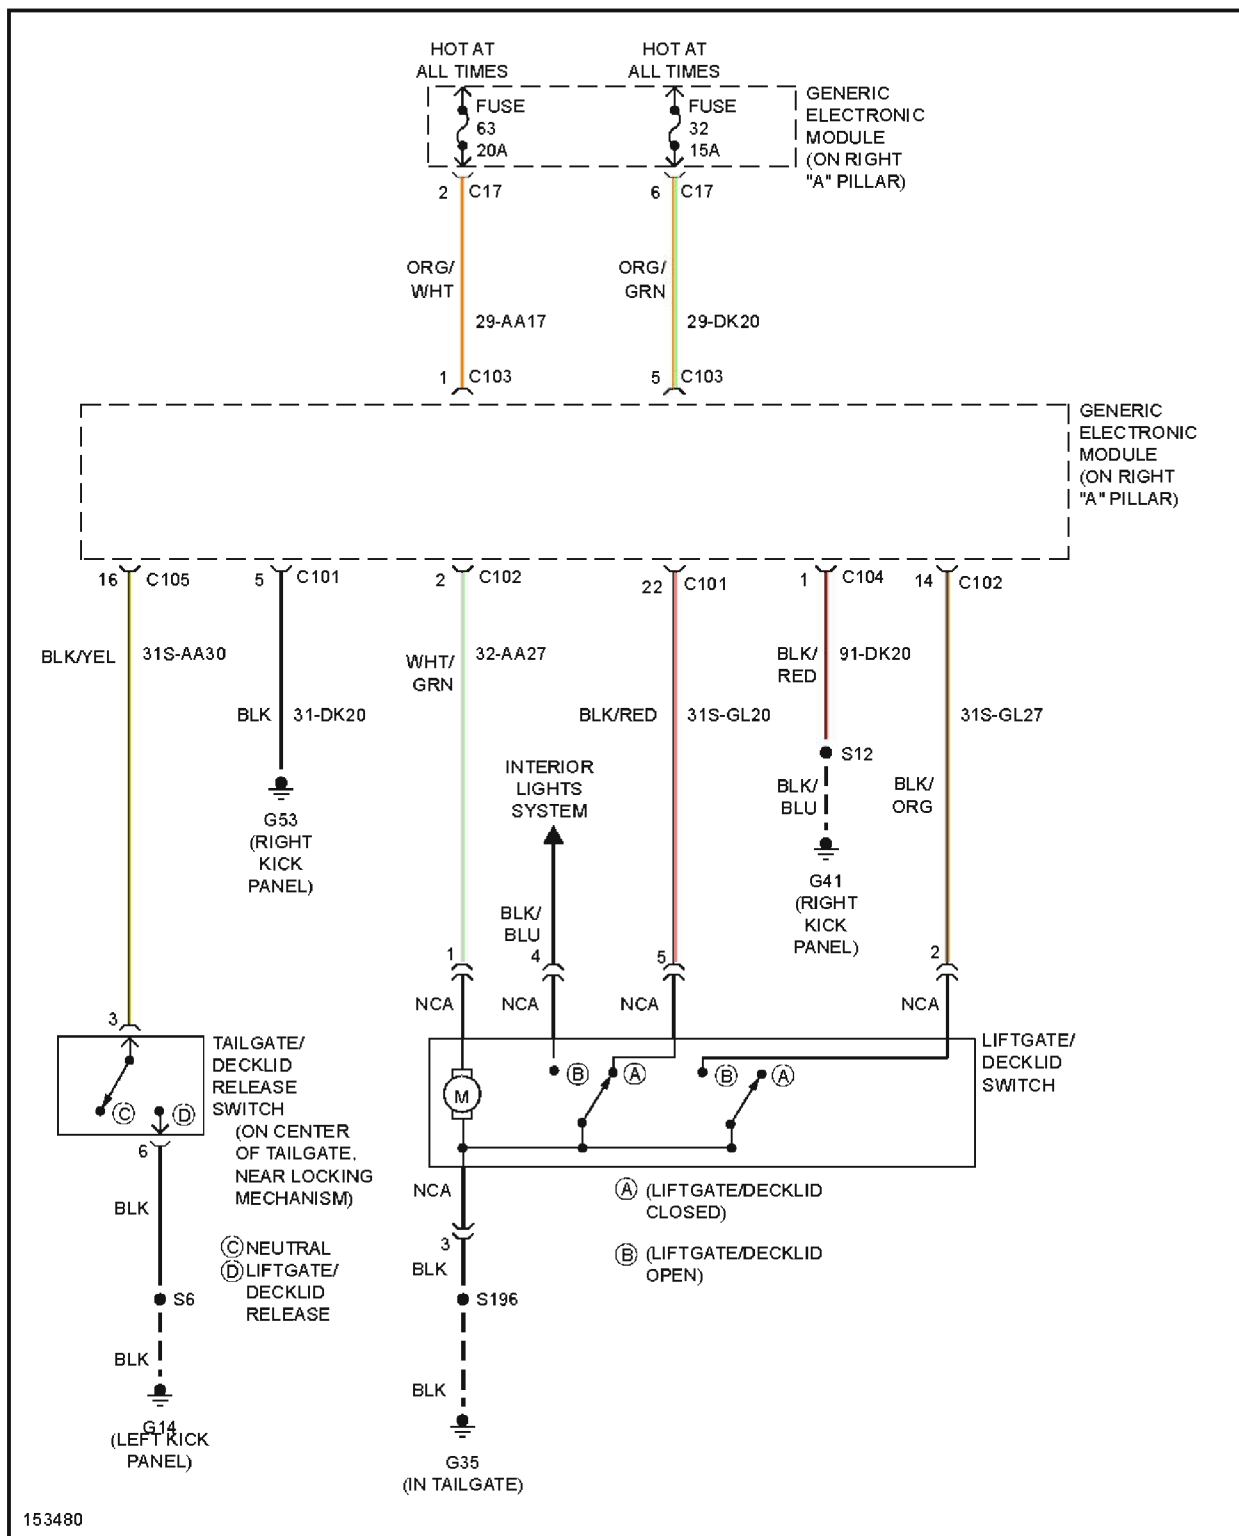 HOT AT
ALL TIMES
HOT AT
ALL TIMES
FUSE
63
20A
FUSE
32
15A
GENERIC
ELECTRONIC
MODULE
(ON RIGHT
"A" PILLAR)
2 C17
6 C17
ORG/
WHT
ORG/
GRN
29-AA17
29-DK20
1 C103
5 C103
GENERIC
ELECTRONIC
MODULE
(ON RIGHT
"A" PILLAR)
16 C105
5 C101
2 C102
22 C101
1 C104
14 C102
BLK/YEL
31S-AA30
BLK
31-DK20
WHT/
GRN
32-AA27
BLK/RED
31S-GL20
BLK/
RED
91-DK20
31S-GL27
S12
INTERIOR
LIGHTS
SYSTEM
BLK/
BLU
BLK/
ORG
G53
(RIGHT
KICK
PANEL)
G41
(RIGHT
KICK
PANEL)
BLK/
BLU
1
4
5
2
NCA
NCA
NCA
NCA
3
TAILGATE/
DECKLID
RELEASE
SWITCH
(ON CENTER
OF TAILGATE,
NEAR LOCKING
MECHANISM)
C
D
6
M
B
A
B
A
LIFTGATE/
DECKLID
SWITCH
NCA
A (LIFTGATE/DECKLID
CLOSED)
B (LIFTGATE/DECKLID
OPEN)
BLK
C NEUTRAL
D LIFTGATE/
DECKLID
RELEASE
3
BLK
S6
S196
BLK
BLK
G14
(LEFT KICK
PANEL)
G35
(IN TAILGATE)
153480